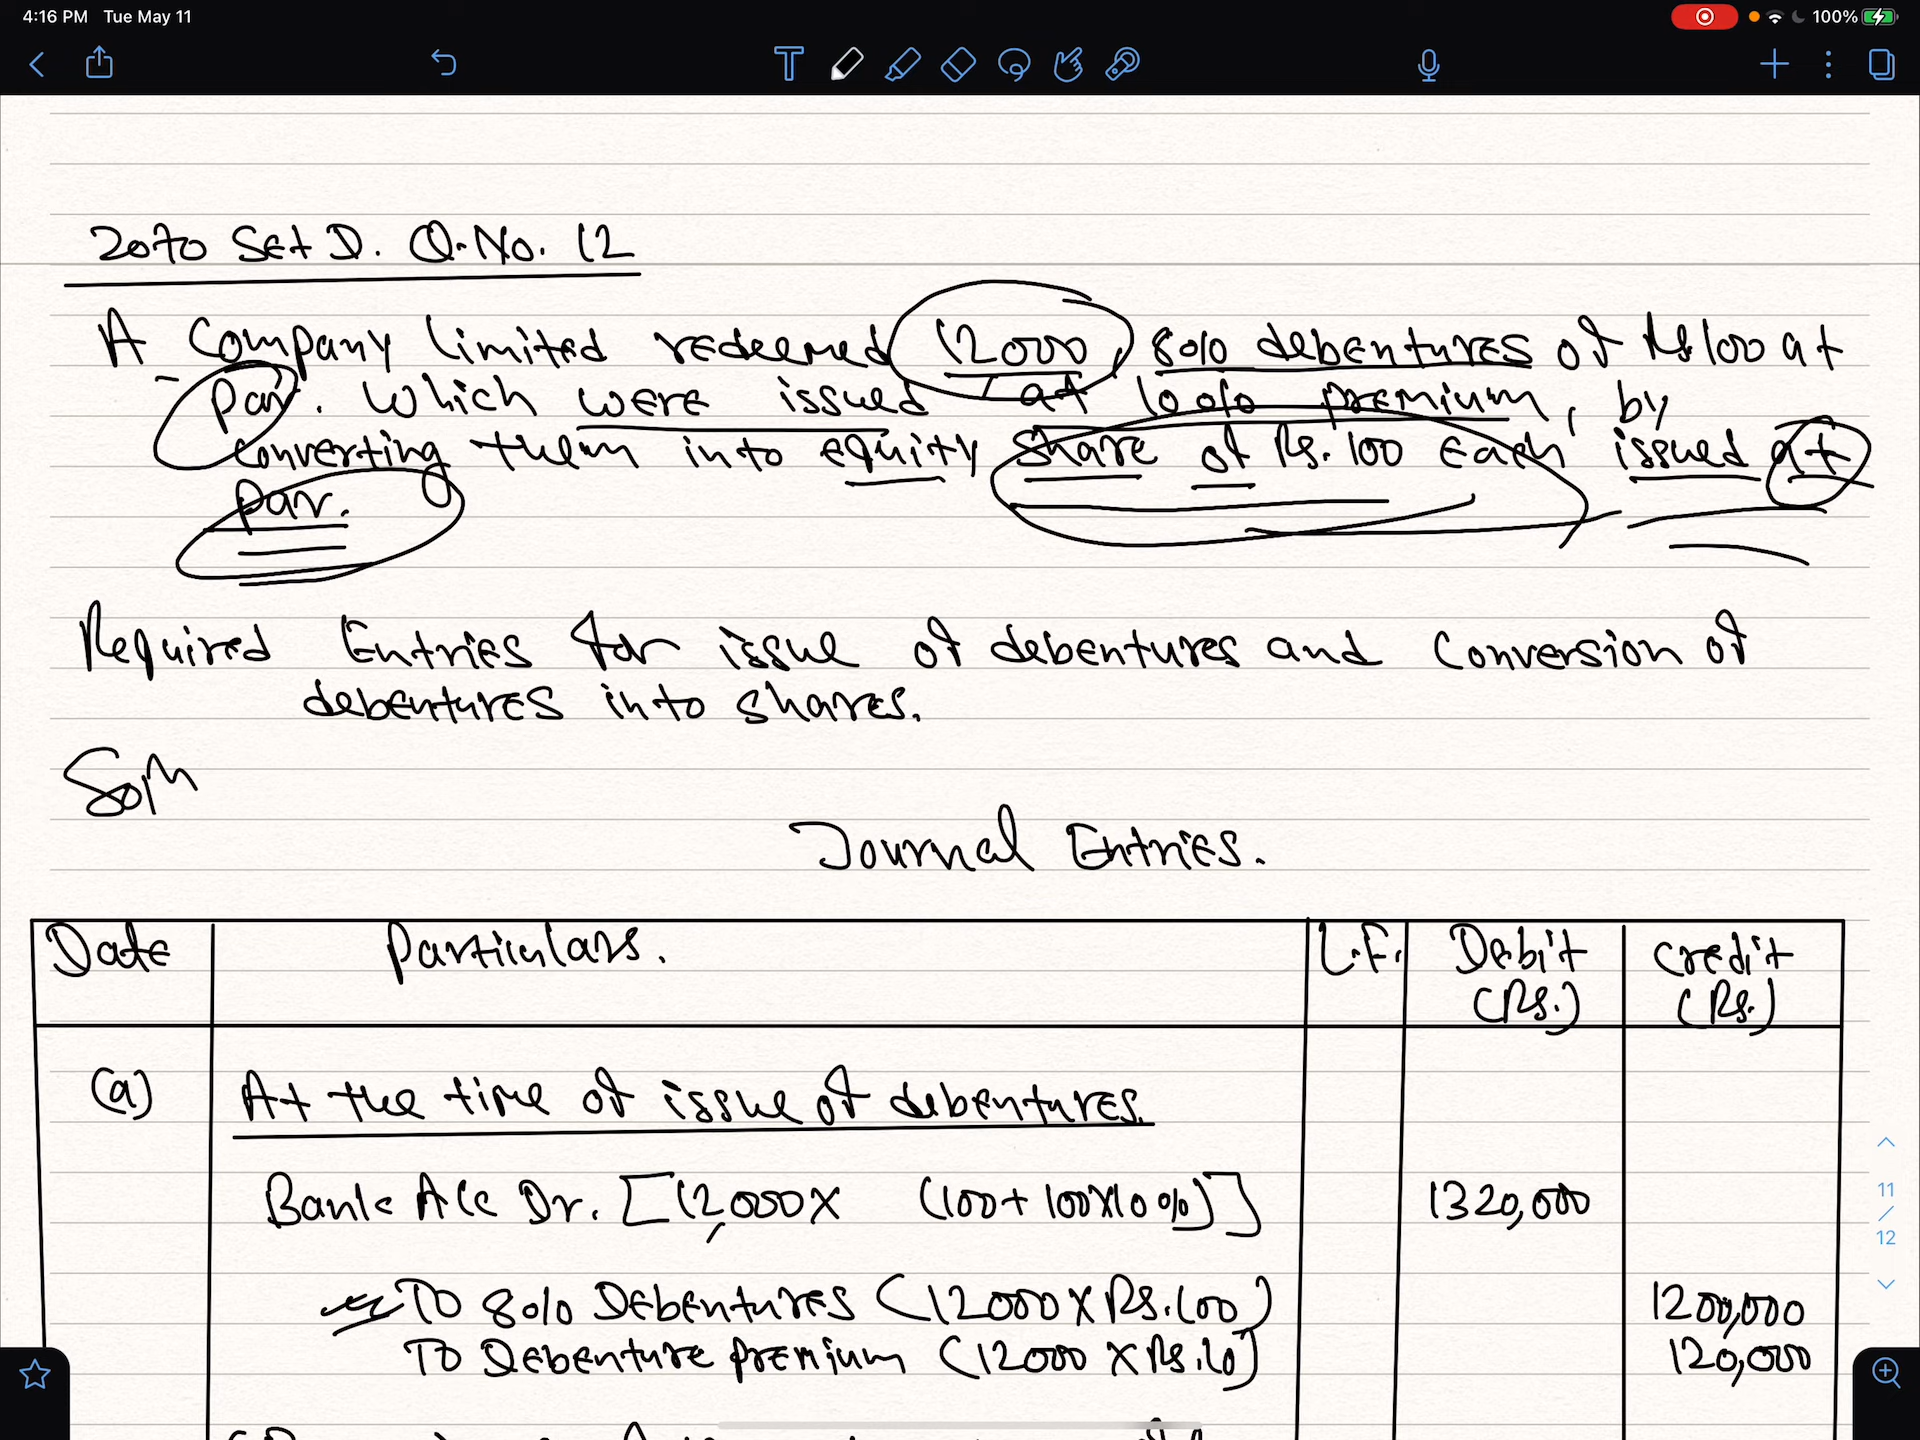 4:16 PM Tue May 11
100%
2070 Set D. Q.No. 12
A Company limited redeemed 12000, 8% debentures of Rs.100 at
par. Which were issued at 10% premium, by
converting them into equity share of Rs. 100 Each issued at
par.
Required Entries for issue of debentures and conversion of
debentures into shares.
Soln
Journal Entries.
Date Particulars. L.F. Debit (Rs.) Credit (Rs.)
(a) At the time of issue of debentures.
Bank A/c Dr. [12,000 X (100 + 100X10%)] 1320,000
To 8% Debentures (12000 X Rs.100) 1200,000
To Debenture premium (12000 X Rs.10) 120,000
11
/
12